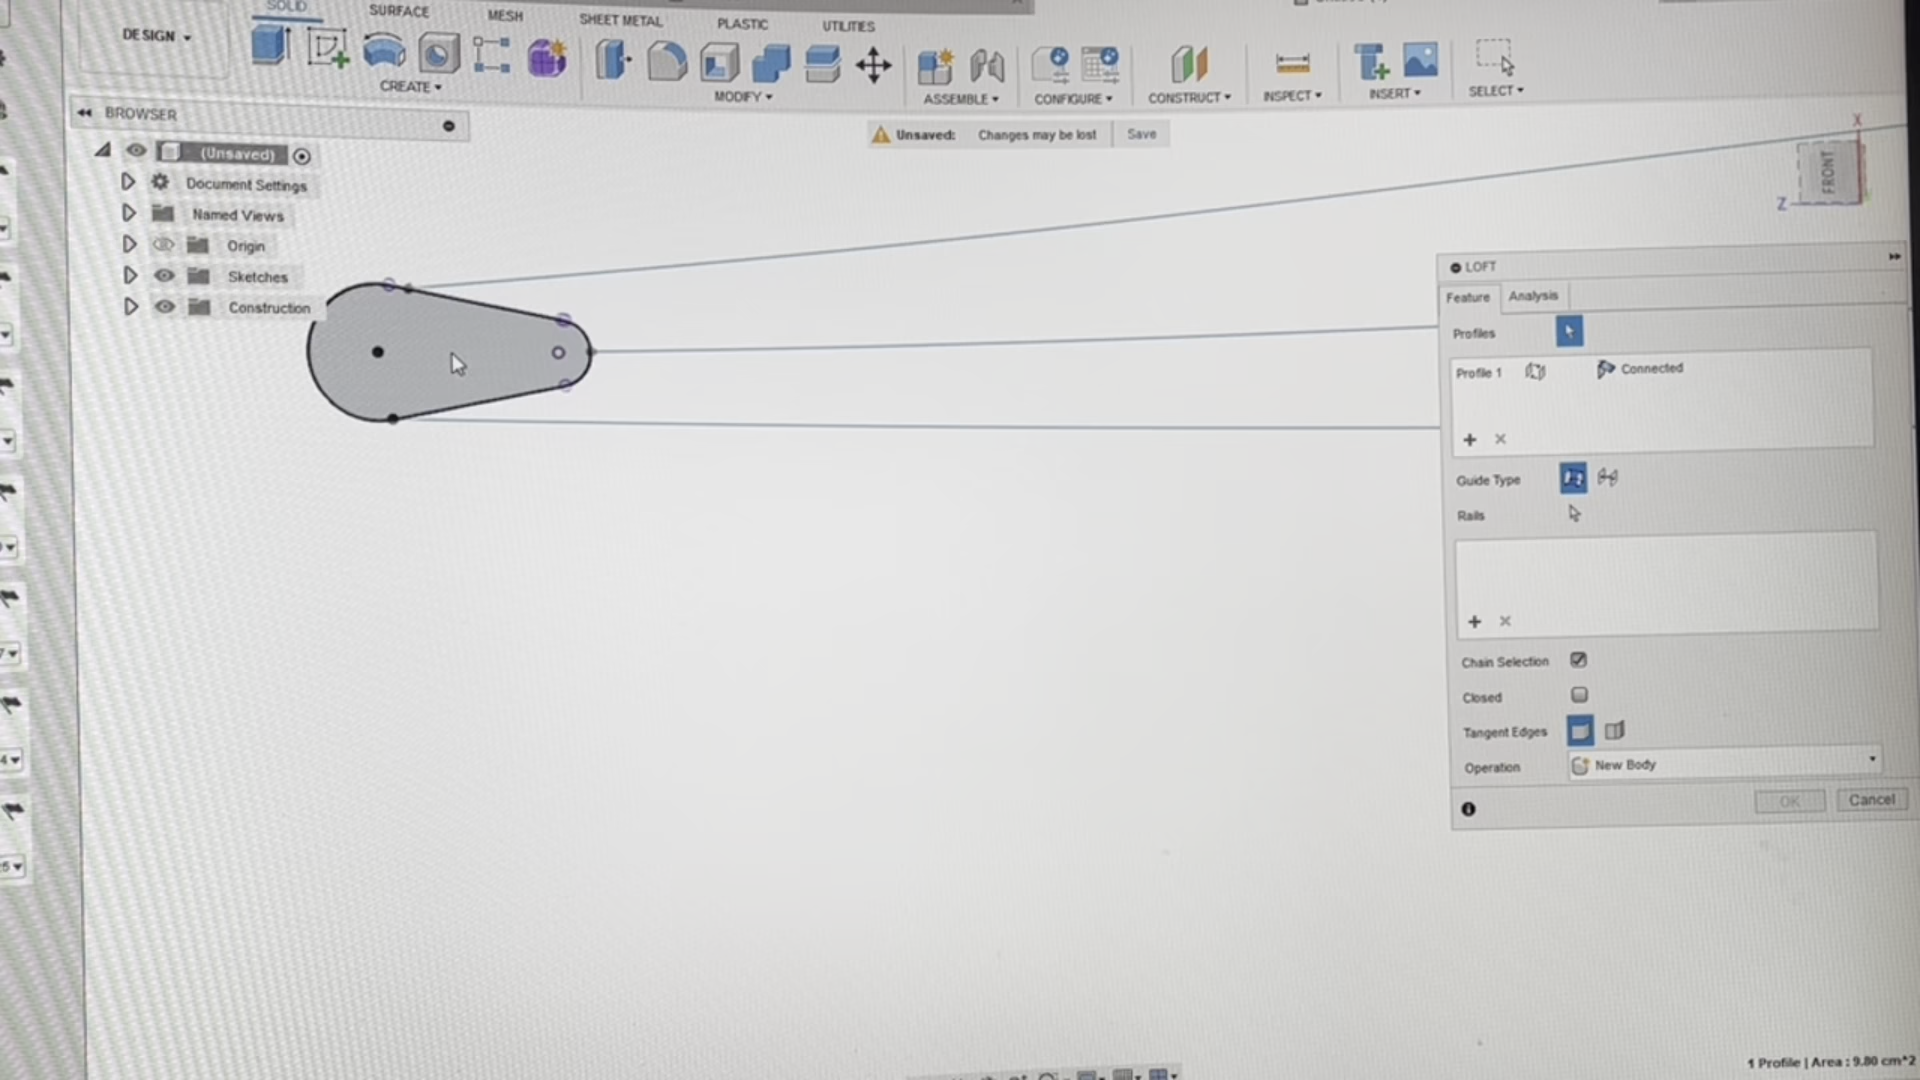 SOLID
SURFACE
MESH
SHEET METAL
PLASTIC
UTILITIES
DESIGN
CREATE
MODIFY
ASSEMBLE
CONFIGURE
CONSTRUCT
INSPECT
INSERT
SELECT
BROWSER
Unsaved: Changes may be lost Save
(Unsaved)
Document Settings
Named Views
Origin
Sketches
Construction
X
FRONT
Z
LOFT
Feature Analysis
Profiles
Profile 1 Connected
Guide Type
Rails
Chain Selection
Closed
Tangent Edges
Operation New Body
OK Cancel
1 Profile | Area : 9.80 cm^2